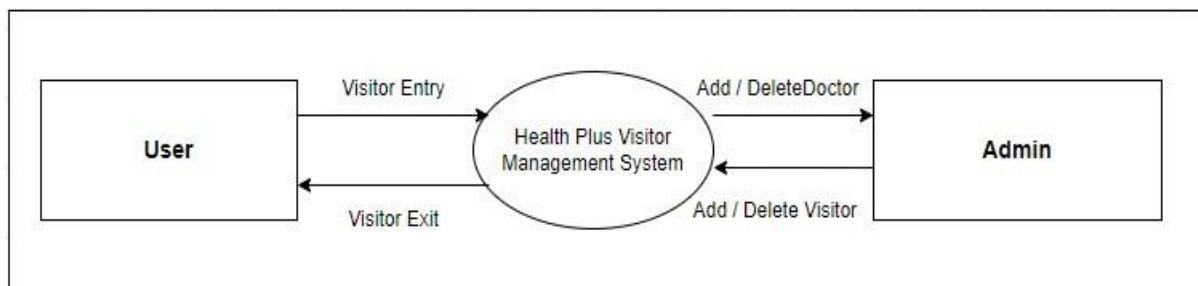 Visitor Entry
Add / DeleteDoctor
User
Health Plus Visitor
Management System
Admin
Visitor Exit
Add / Delete Visitor